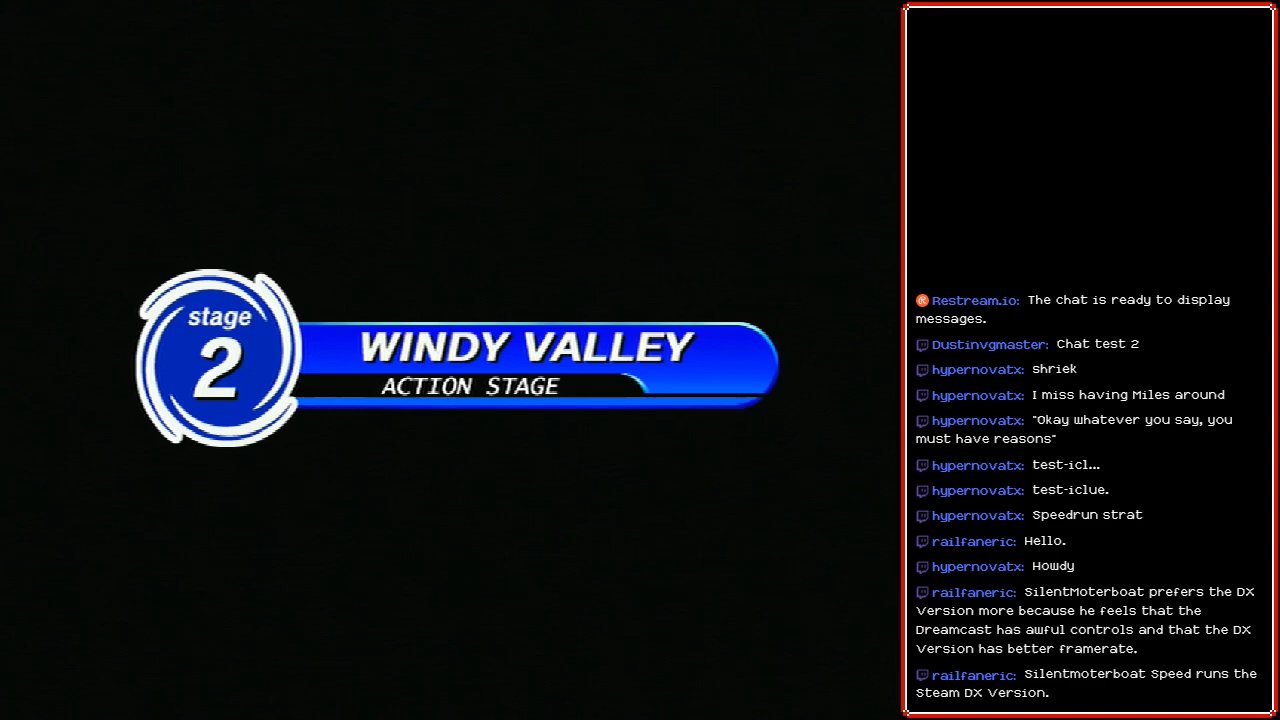 stage
2
WINDY VALLEY
ACTION STAGE
Restream.io: The chat is ready to display
messages.
Dustinvgmaster: Chat test 2
hypernovatx: shriek
hypernovatx: I miss having Miles around
hypernovatx: "Okay whatever you say, you
must have reasons"
hypernovatx: test-icl...
hypernovatx: test-iclue.
hypernovatx: Speedrun strat
railfaneric: Hello.
hypernovatx: Howdy
railfaneric: SilentMoterboat prefers the DX
Version more because he feels that the
Dreamcast has awful controls and that the DX
Version has better framerate.
railfaneric: Silentmoterboat Speed runs the
Steam DX Version.